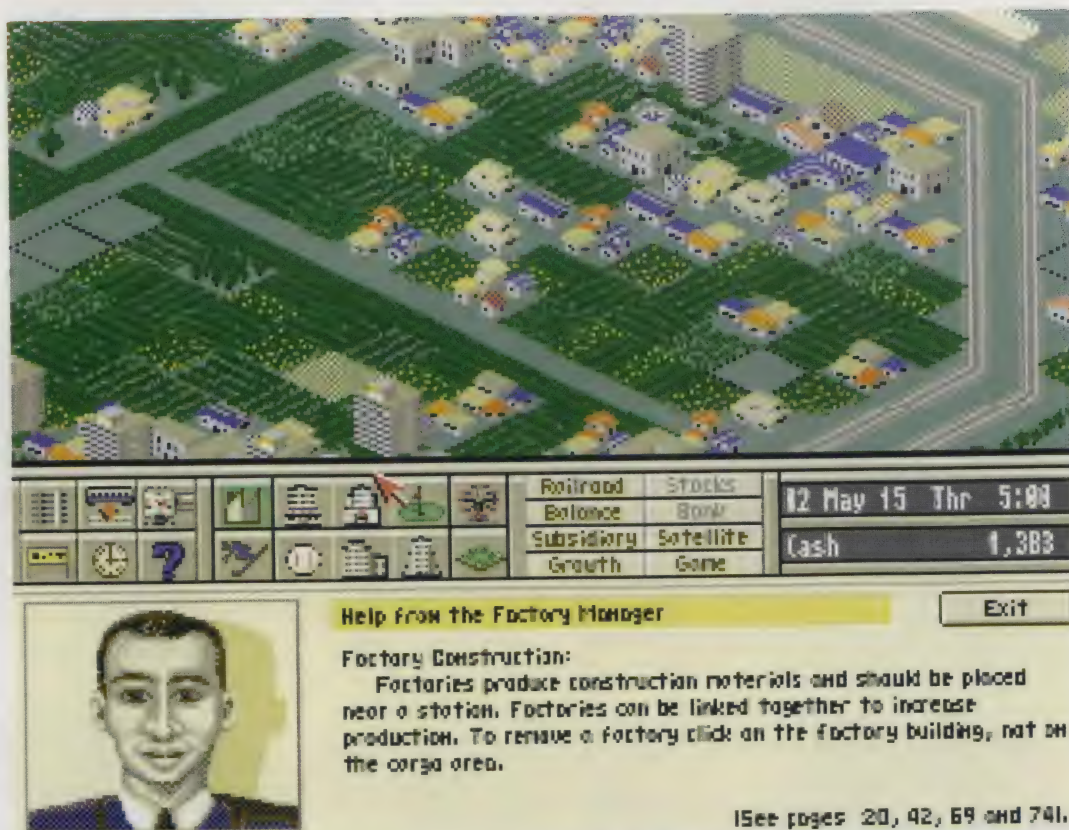 Railroad Stocks
Balance Bank
Subsidiary Satellite
Growth Game
02 May 15 Thr 5:00
Cash 1,383
?
Help from the Factory Manager
Exit
Factory Construction:
Factories produce construction materials and should be placed
near a station. Factories can be linked together to increase
production. To remove a factory click on the factory building, not on
the cargo area.
(See pages 20, 42, 69 and 74).